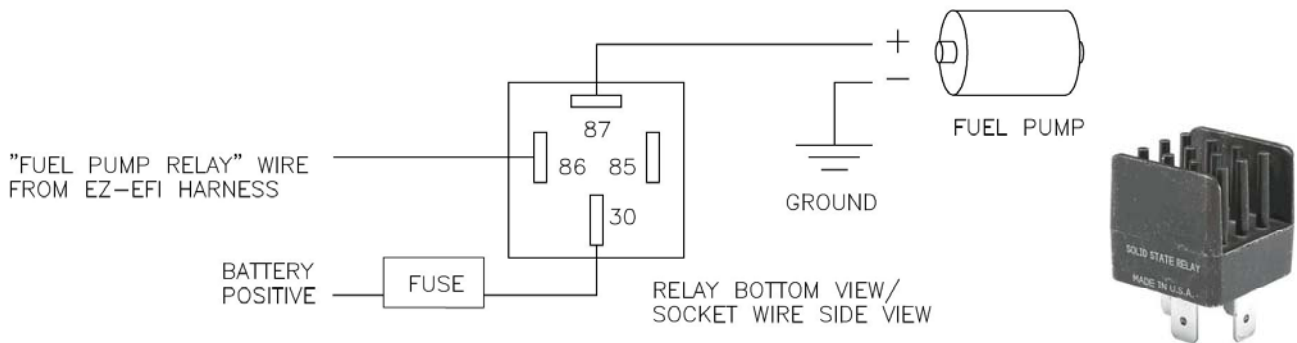 +
−
FUEL PUMP
87
86 85
30
"FUEL PUMP RELAY" WIRE
FROM EZ−EFI HARNESS
GROUND
BATTERY
POSITIVE
FUSE
RELAY BOTTOM VIEW/
SOCKET WIRE SIDE VIEW
SOLID STATE RELAY
MADE IN U.S.A.